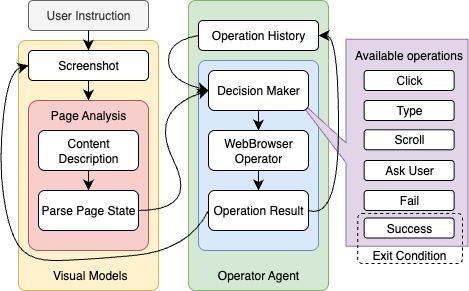 User Instruction
Screenshot
Page Analysis
Content
Description
Parse Page State
Visual Models
Operation History
Decision Maker
WebBrowser
Operator
Operation Result
Operator Agent
Available operations
Click
Type
Scroll
Ask User
Fail
Success
Exit Condition